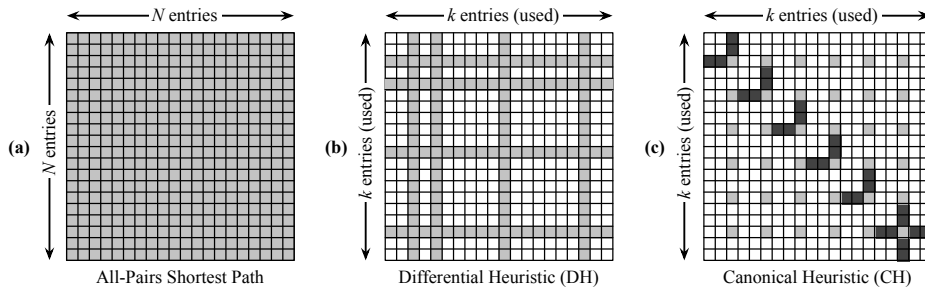 N entries
k entries (used)
k entries (used)
(a)
N entries
(b)
k entries (used)
(c)
k entries (used)
All-Pairs Shortest Path
Differential Heuristic (DH)
Canonical Heuristic (CH)